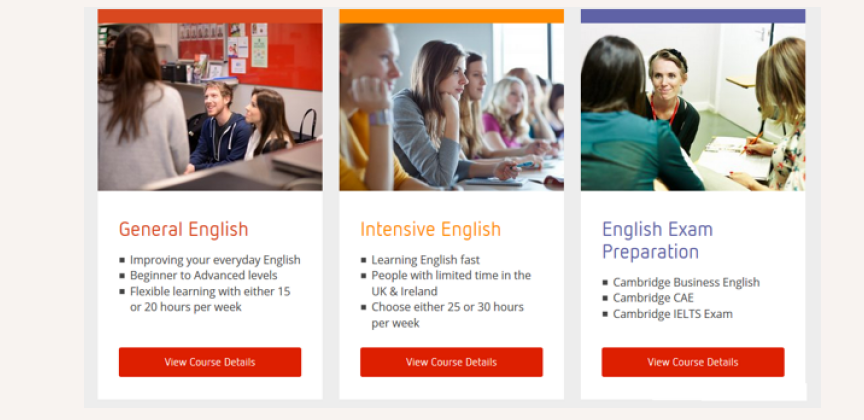 General English
Improving your everyday English
Beginner to Advanced levels
Flexible learning with either 15
or 20 hours per week
View Course Details
Intensive English
Learning English fast
People with limited time in the
UK & Ireland
Choose either 25 or 30 hours
per week
View Course Details
English Exam
Preparation
Cambridge Business English
Cambridge CAE
Cambridge IELTS Exam
View Course Details